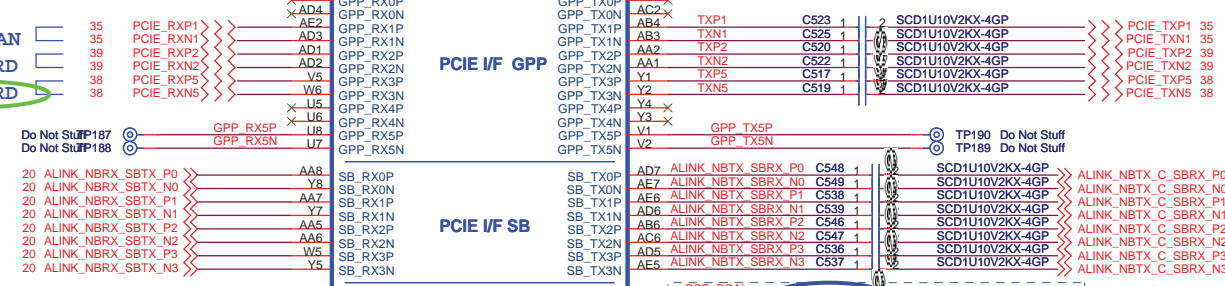 GPP_RX0P GPP_TX0P
AD4 GPP_RX0N GPP_TX0N AC2
35 PCIE_RXP1 AE2 GPP_RX1P GPP_TX1P AB4 TXP1 C523 1 2 SCD1U10V2KX-4GP PCIE_TXP1 35
AN 35 PCIE_RXN1 AD3 GPP_RX1N GPP_TX1N AB3 TXN1 C525 1 SCD1U10V2KX-4GP PCIE_TXN1 35
39 PCIE_RXP2 AD1 GPP_RX2P PCIE I/F GPP GPP_TX2P AA2 TXP2 C520 1 SCD1U10V2KX-4GP PCIE_TXP2 39
RD 39 PCIE_RXN2 AD2 GPP_RX2N GPP_TX2N AA1 TXN2 C522 1 SCD1U10V2KX-4GP PCIE_TXN2 39
38 PCIE_RXP5 V5 GPP_RX3P GPP_TX3P Y1 TXP5 C517 1 SCD1U10V2KX-4GP PCIE_TXP5 38
RD 38 PCIE_RXN5 W6 GPP_RX3N GPP_TX3N Y2 TXN5 C519 1 SCD1U10V2KX-4GP PCIE_TXN5 38
U5 GPP_RX4P GPP_TX4P Y4
U6 GPP_RX4N GPP_TX4N Y3
Do Not Stuff TP187 GPP_RX5P U8 GPP_RX5P GPP_TX5P V1 GPP_TX5P TP190 Do Not Stuff
Do Not Stuff TP188 GPP_RX5N U7 GPP_RX5N GPP_TX5N V2 GPP_TX5N TP189 Do Not Stuff
20 ALINK_NBRX_SBTX_P0 AA8 SB_RX0P SB_TX0P AD7 ALINK_NBTX_SBRX_P0 C548 1 SCD1U10V2KX-4GP ALINK_NBTX_C_SBRX_P0
20 ALINK_NBRX_SBTX_N0 Y8 SB_RX0N SB_TX0N AE7 ALINK_NBTX_SBRX_N0 C549 1 SCD1U10V2KX-4GP ALINK_NBTX_C_SBRX_N0
20 ALINK_NBRX_SBTX_P1 AA7 SB_RX1P SB_TX1P AE6 ALINK_NBTX_SBRX_P1 C538 1 SCD1U10V2KX-4GP ALINK_NBTX_C_SBRX_P1
20 ALINK_NBRX_SBTX_N1 Y7 SB_RX1N SB_TX1N AD6 ALINK_NBTX_SBRX_N1 C539 1 SCD1U10V2KX-4GP ALINK_NBTX_C_SBRX_N1
20 ALINK_NBRX_SBTX_P2 AA5 SB_RX2P PCIE I/F SB SB_TX2P AB6 ALINK_NBTX_SBRX_P2 C546 1 SCD1U10V2KX-4GP ALINK_NBTX_C_SBRX_P2
20 ALINK_NBRX_SBTX_N2 AA6 SB_RX2N SB_TX2N AC6 ALINK_NBTX_SBRX_N2 C547 1 SCD1U10V2KX-4GP ALINK_NBTX_C_SBRX_N2
20 ALINK_NBRX_SBTX_P3 W5 SB_RX3P SB_TX3P AD5 ALINK_NBTX_SBRX_P3 C536 1 SCD1U10V2KX-4GP ALINK_NBTX_C_SBRX_P3
20 ALINK_NBRX_SBTX_N3 Y5 SB_RX3N SB_TX3N AE5 ALINK_NBTX_SBRX_N3 C537 1 2 SCD1U10V2KX-4GP ALINK_NBTX_C_SBRX_N3